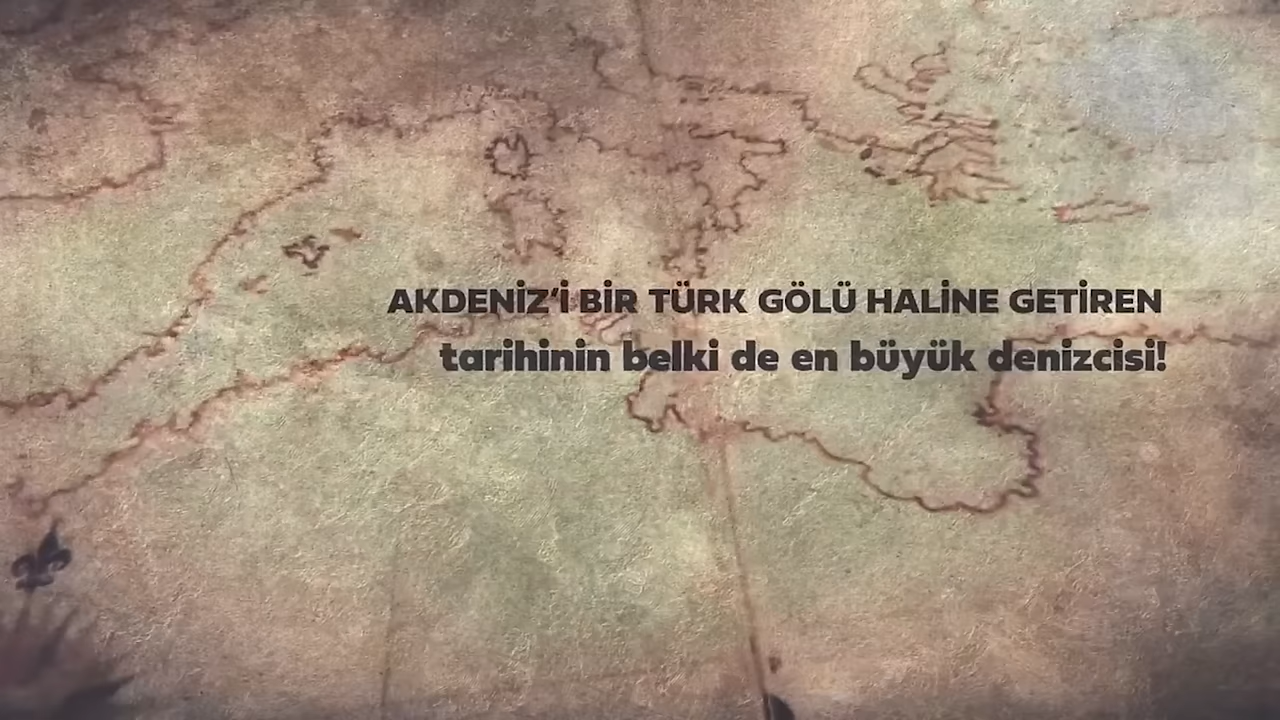 AKDENİZ'İ BİR TÜRK GÖLÜ HALİNE GETİREN
tarihinin belki de en büyük denizcisi!